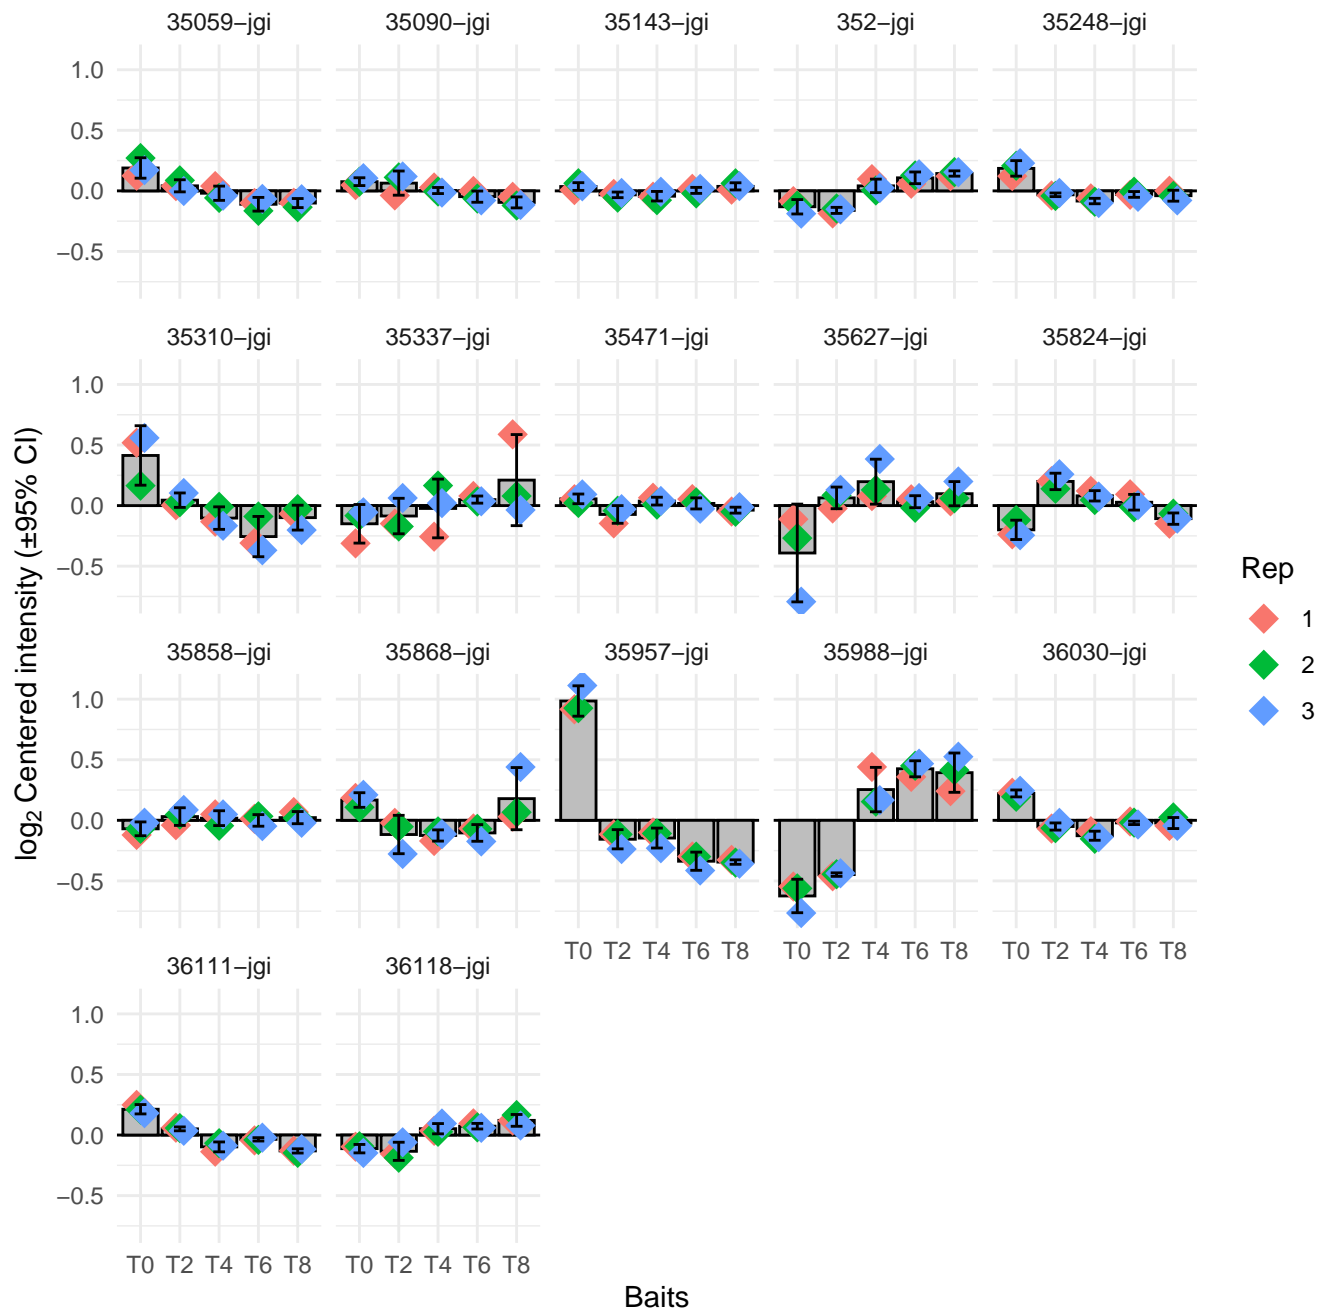 35059−jgi 35090−jgi 35143−jgi 352−jgi 35248−jgi
1.0
0.5
0.0
−0.5
35310−jgi 35337−jgi 35471−jgi 35627−jgi 35824−jgi
1.0
0.5
0.0
−0.5
35858−jgi 35868−jgi 35957−jgi 35988−jgi 36030−jgi
1.0
0.5
0.0
−0.5
T0 T2 T4 T6 T8 T0 T2 T4 T6 T8 T0 T2 T4 T6 T8
36111−jgi 36118−jgi
1.0
0.5
0.0
−0.5
T0 T2 T4 T6 T8 T0 T2 T4 T6 T8
Baits
log2 Centered intensity (±95% CI)
Rep
1
2
3